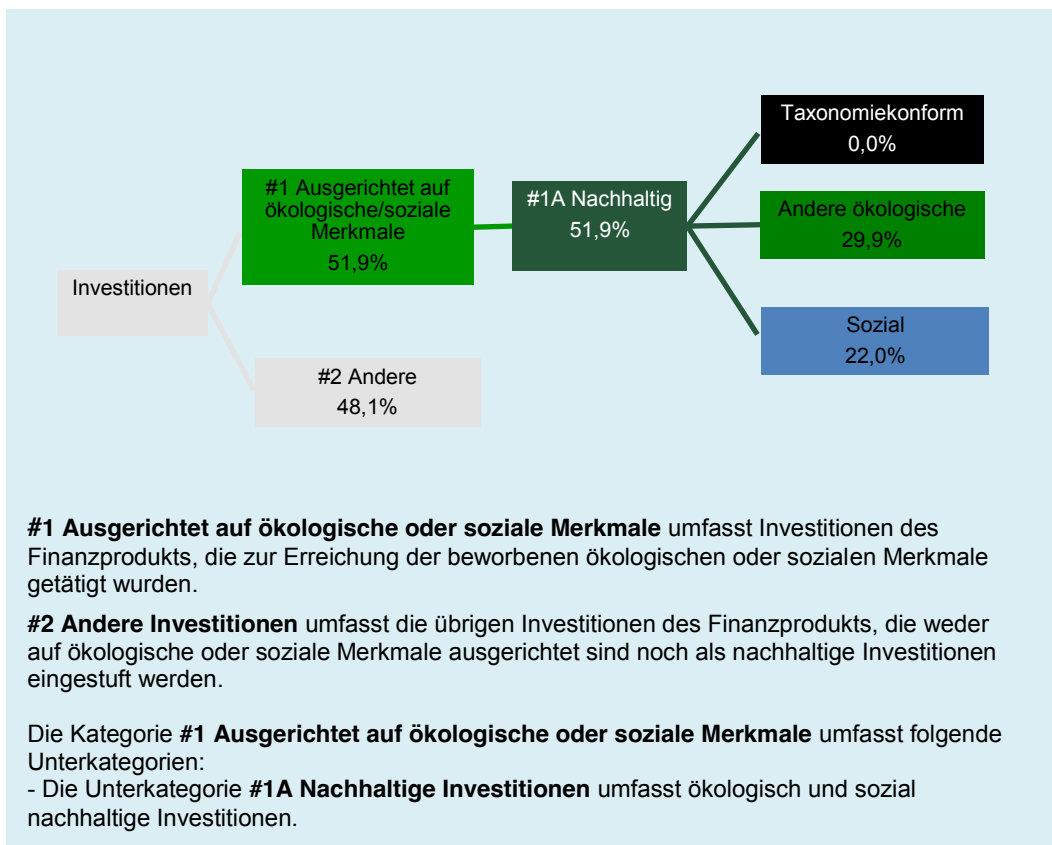 Taxonomiekonform
0,0%
#1 Ausgerichtet auf
ökologische/soziale
Merkmale
51,9%
#1A Nachhaltig
51,9%
Andere ökologische
29,9%
Investitionen
Sozial
22,0%
#2 Andere
48,1%
#1 Ausgerichtet auf ökologische oder soziale Merkmale umfasst Investitionen des
Finanzprodukts, die zur Erreichung der beworbenen ökologischen oder sozialen Merkmale
getätigt wurden.
#2 Andere Investitionen umfasst die übrigen Investitionen des Finanzprodukts, die weder
auf ökologische oder soziale Merkmale ausgerichtet sind noch als nachhaltige Investitionen
eingestuft werden.
Die Kategorie #1 Ausgerichtet auf ökologische oder soziale Merkmale umfasst folgende
Unterkategorien:
- Die Unterkategorie #1A Nachhaltige Investitionen umfasst ökologisch und sozial
nachhaltige Investitionen.